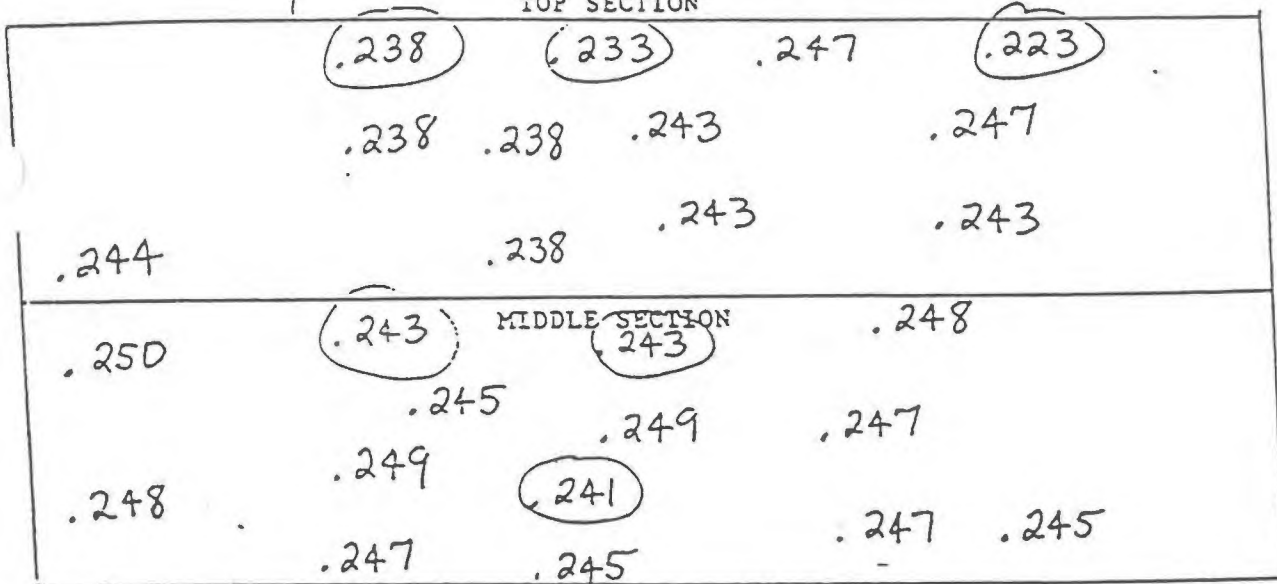 TOP SECTION
.238 .233 .247 .223
.238 .238 .243 .247
.244 .238 .243 .243
MIDDLE SECTION
.250 .243 .243 .248
.245 .249 .247
.248 .249 .241
.247 .245 .247 .245